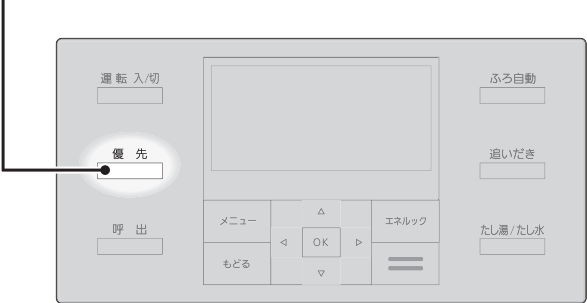 運転 入/切
ふろ自動
優先
追いだき
呼出
たし湯/たし水
メニュー
△
エネルック
◁ OK ▷
もどる
▽